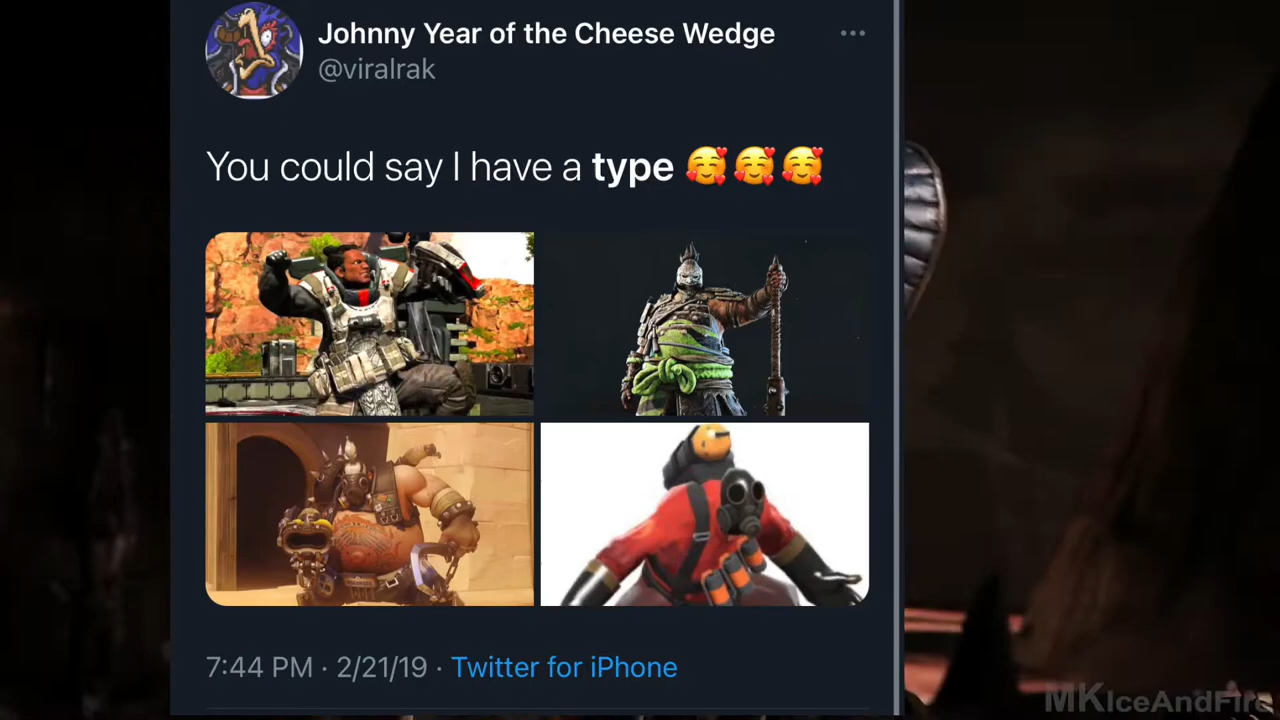 Johnny Year of the Cheese Wedge
@viralrak
You could say I have a type 🥰🥰🥰
7:44 PM · 2/21/19 · Twitter for iPhone
MKIceAndFire